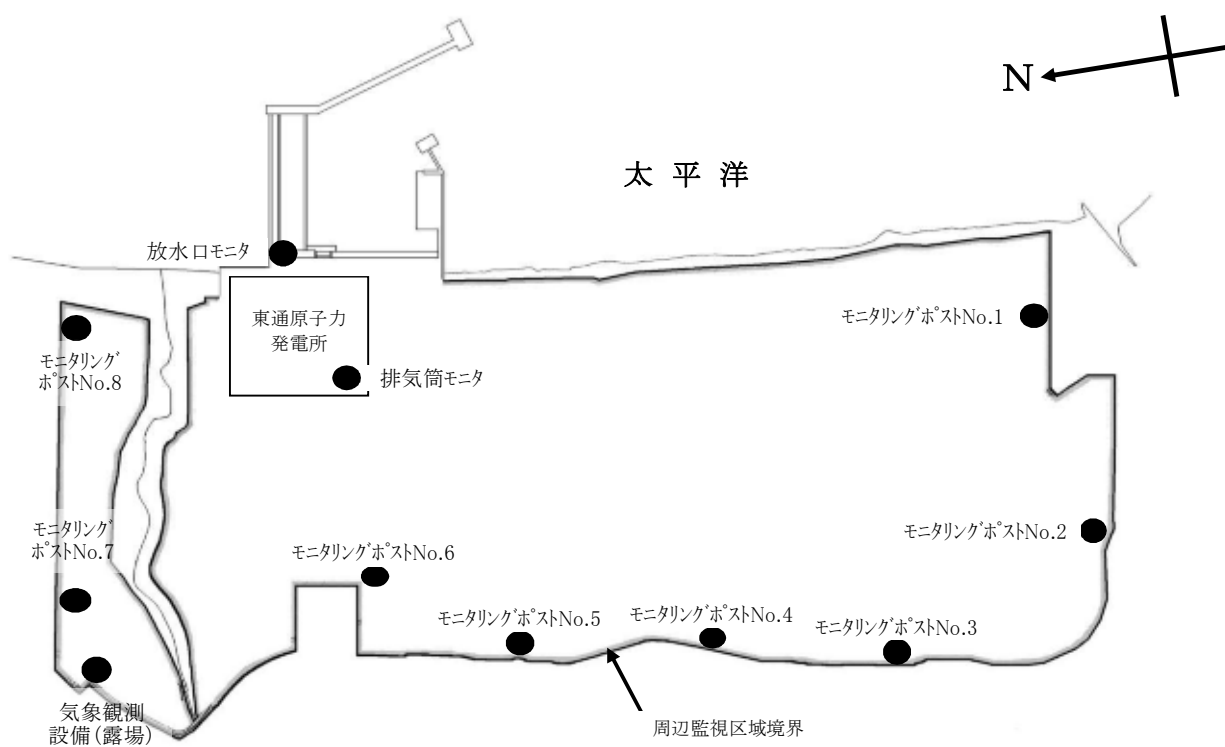 N
太平洋
放水口モニタ
東通原子力
発電所
排気筒モニタ
モニタリングポストNo.1
モニタリング
ポストNo.8
モニタリングポストNo.2
モニタリング
ポストNo.7
モニタリングポストNo.6
モニタリングポストNo.5
モニタリングポストNo.4
モニタリングポストNo.3
気象観測
設備(露場)
周辺監視区域境界